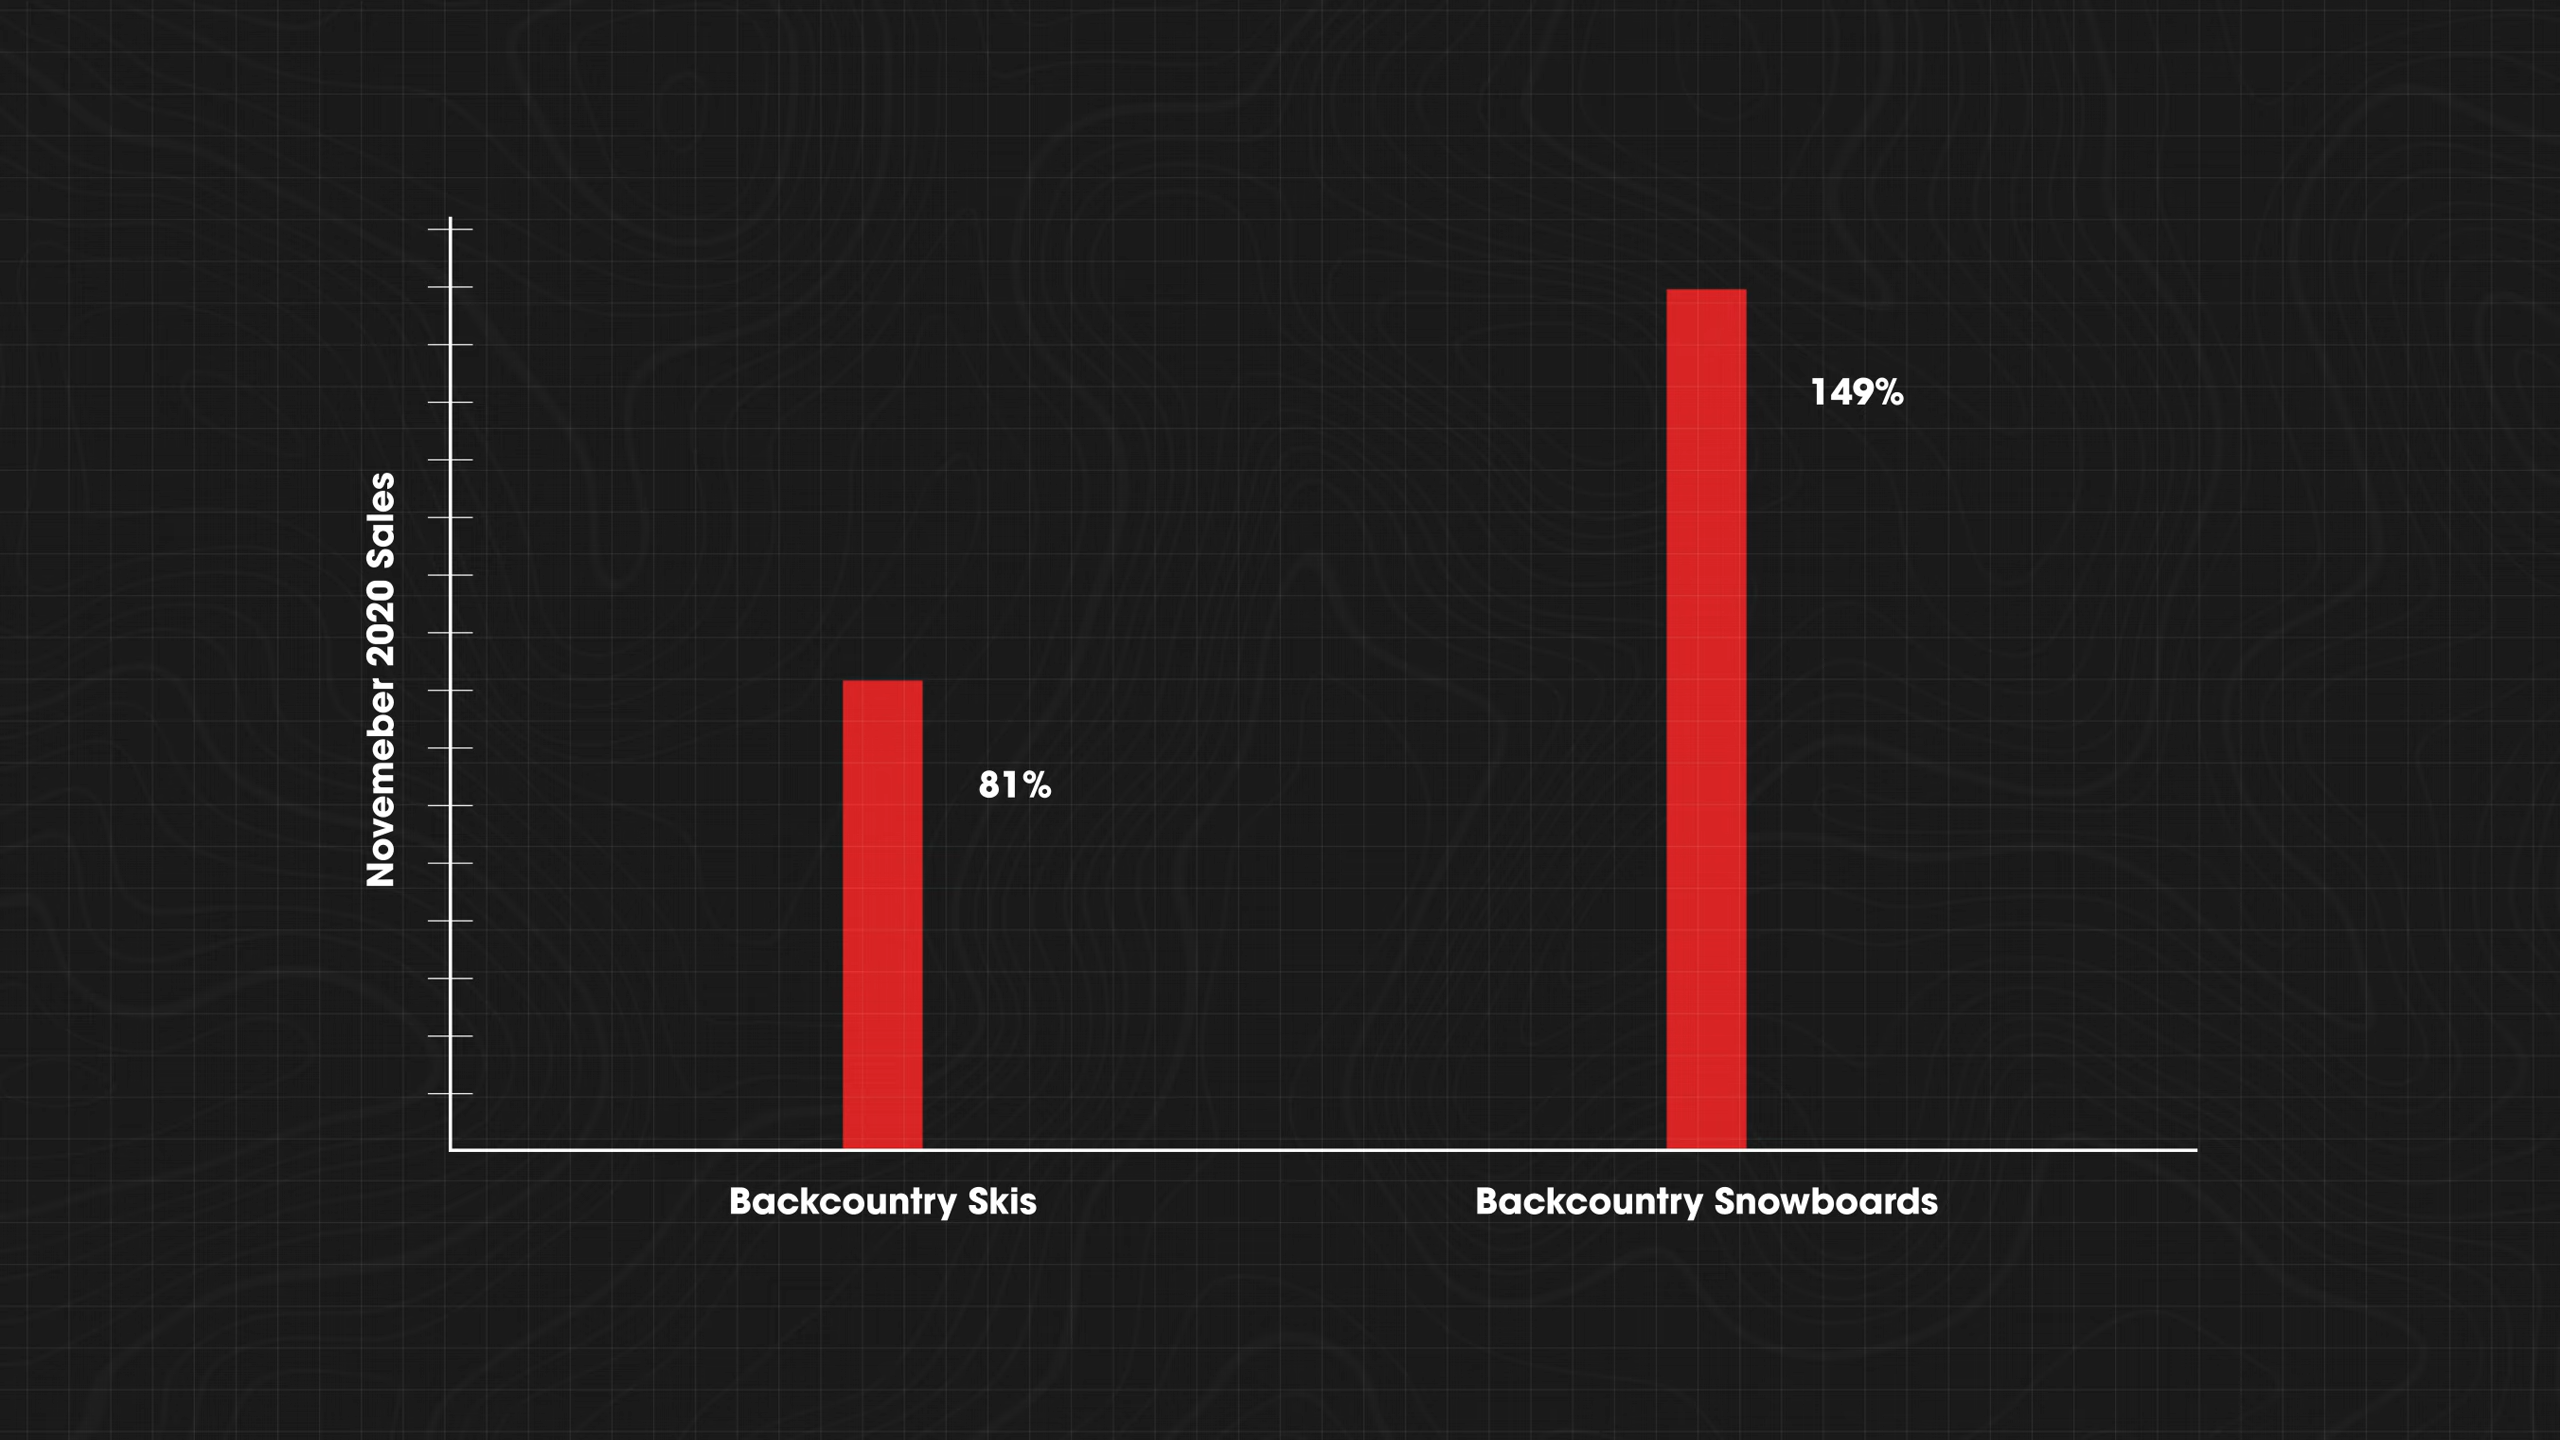 Novemeber 2020 Sales
149%
81%
Backcountry Skis
Backcountry Snowboards